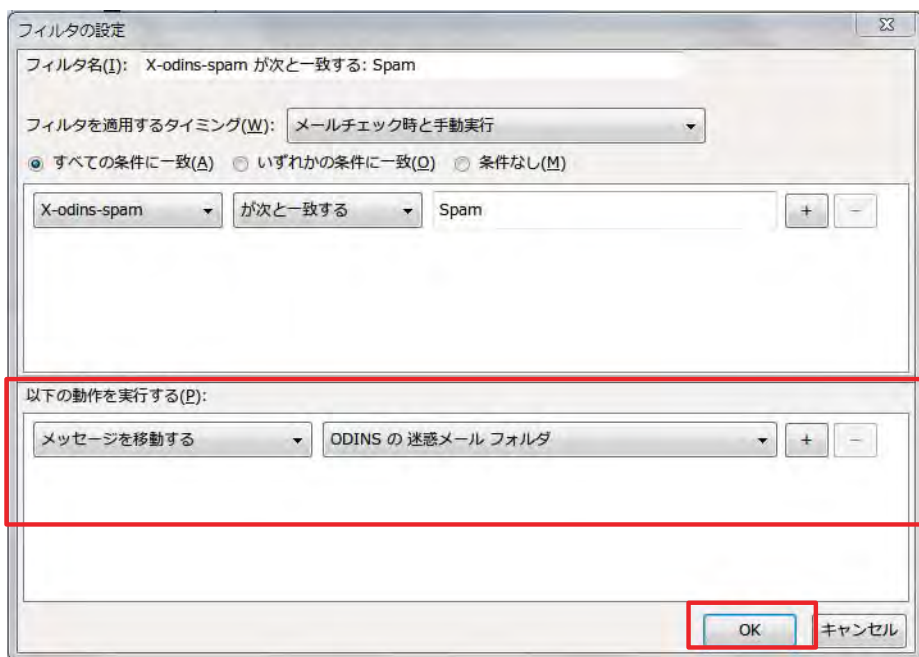 フィルタの設定
フィルタ名(I): X-odins-spam が次と一致する: Spam
フィルタを適用するタイミング(W): メールチェック時と手動実行
すべての条件に一致(A) いずれかの条件に一致(O) 条件なし(M)
X-odins-spam が次と一致する Spam + −
以下の動作を実行する(P):
メッセージを移動する ODINS の 迷惑メール フォルダ + −
OK キャンセル